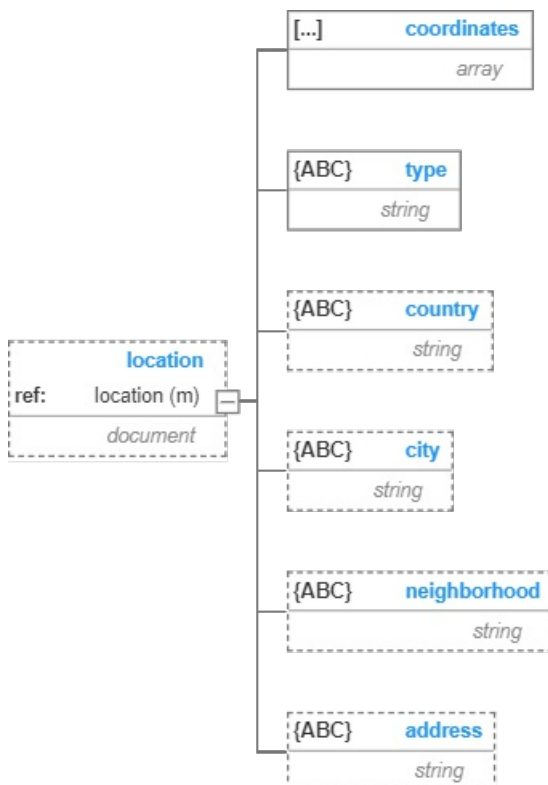 [...] coordinates
array
{ABC} type
string
{ABC} country
string
location
ref: location (m)
document
{ABC} city
string
{ABC} neighborhood
string
{ABC} address
string